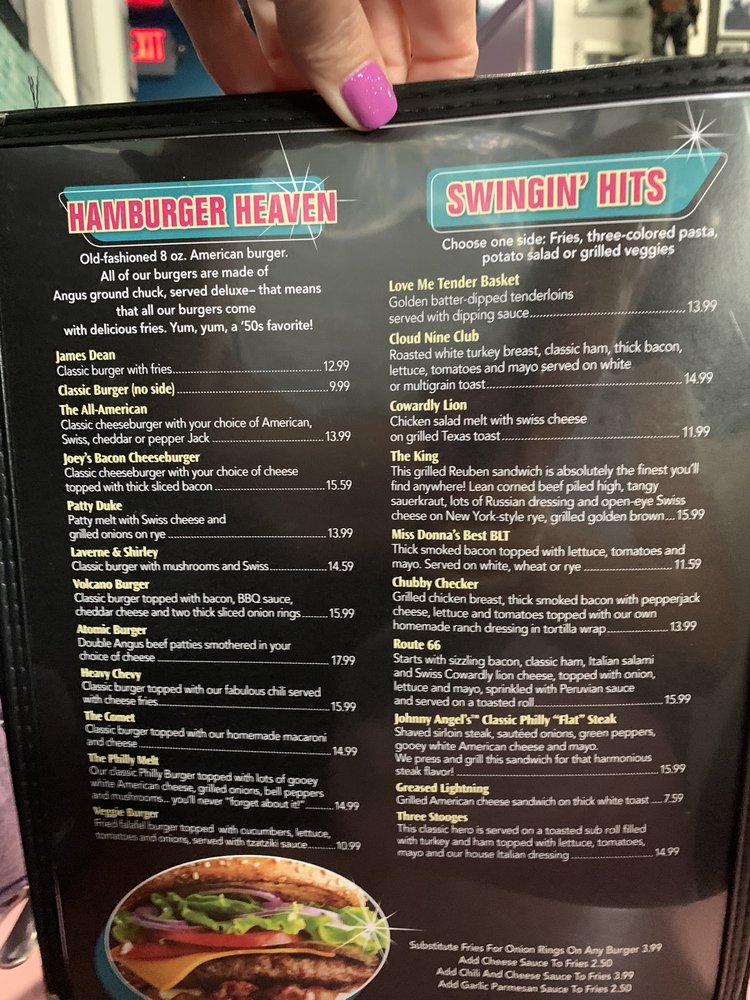 EXIT
HAMBURGER HEAVEN
Old-fashioned 8 oz. American burger.
All of our burgers are made of
Angus ground chuck, served deluxe– that means
that all our burgers come
with delicious fries. Yum, yum, a '50s favorite!
James Dean
Classic burger with fries 12.99
Classic Burger (no side) 9.99
The All-American
Classic cheeseburger with your choice of American,
Swiss, cheddar or pepper Jack 13.99
Joey's Bacon Cheeseburger
Classic cheeseburger with your choice of cheese
topped with thick sliced bacon 15.59
Patty Duke
Patty melt with Swiss cheese and
grilled onions on rye 13.99
Laverne & Shirley
Classic burger with mushrooms and Swiss 14.59
Volcano Burger
Classic burger topped with bacon, BBQ sauce,
cheddar cheese and two thick sliced onion rings 15.99
Atomic Burger
Double Angus beef patties smothered in your
choice of cheese 17.99
Heavy Chevy
Classic burger topped with our fabulous chili served
with cheese fries 15.99
The Comet
Classic burger topped with our homemade macaroni
and cheese 14.99
The Philly Melt
Our classic Philly Burger topped with lots of gooey
white American cheese, grilled onions, bell peppers
and mushrooms... you'll never "forget about it!" 14.99
Veggie Burger
Fried falafel burger topped with cucumbers, lettuce,
tomatoes and onions, served with tzatziki sauce 10.99
SWINGIN' HITS
Choose one side: Fries, three-colored pasta,
potato salad or grilled veggies
Love Me Tender Basket
Golden batter-dipped tenderloins
served with dipping sauce 13.99
Cloud Nine Club
Roasted white turkey breast, classic ham, thick bacon,
lettuce, tomatoes and mayo served on white
or multigrain toast 14.99
Cowardly Lion
Chicken salad melt with swiss cheese
on grilled Texas toast 11.99
The King
This grilled Reuben sandwich is absolutely the finest you'll
find anywhere! Lean corned beef piled high, tangy
sauerkraut, lots of Russian dressing and open-eye Swiss
cheese on New York-style rye, grilled golden brown 15.99
Miss Donna's Best BLT
Thick smoked bacon topped with lettuce, tomatoes and
mayo. Served on white, wheat or rye 11.59
Chubby Checker
Grilled chicken breast, thick smoked bacon with pepperjack
cheese, lettuce and tomatoes topped with our own
homemade ranch dressing in tortilla wrap 13.99
Route 66
Starts with sizzling bacon, classic ham, Italian salami
and Swiss Cowardly lion cheese, topped with onion,
lettuce and mayo, sprinkled with Peruvian sauce
and served on a toasted roll 15.99
Johnny Angel's™ Classic Philly "Flat" Steak
Shaved sirloin steak, sautéed onions, green peppers,
gooey white American cheese and mayo.
We press and grill this sandwich for that harmonious
steak flavor! 15.99
Greased Lightning
Grilled American cheese sandwich on thick white toast 7.59
Three Stooges
This classic hero is served on a toasted sub roll filled
with turkey and ham topped with lettuce, tomatoes,
mayo and our house Italian dressing 14.99
Substitute Fries For Onion Rings On Any Burger 3.99
Add Cheese Sauce To Fries 2.50
Add Chili And Cheese Sauce To Fries 3.99
Add Garlic Parmesan Sauce To Fries 2.50